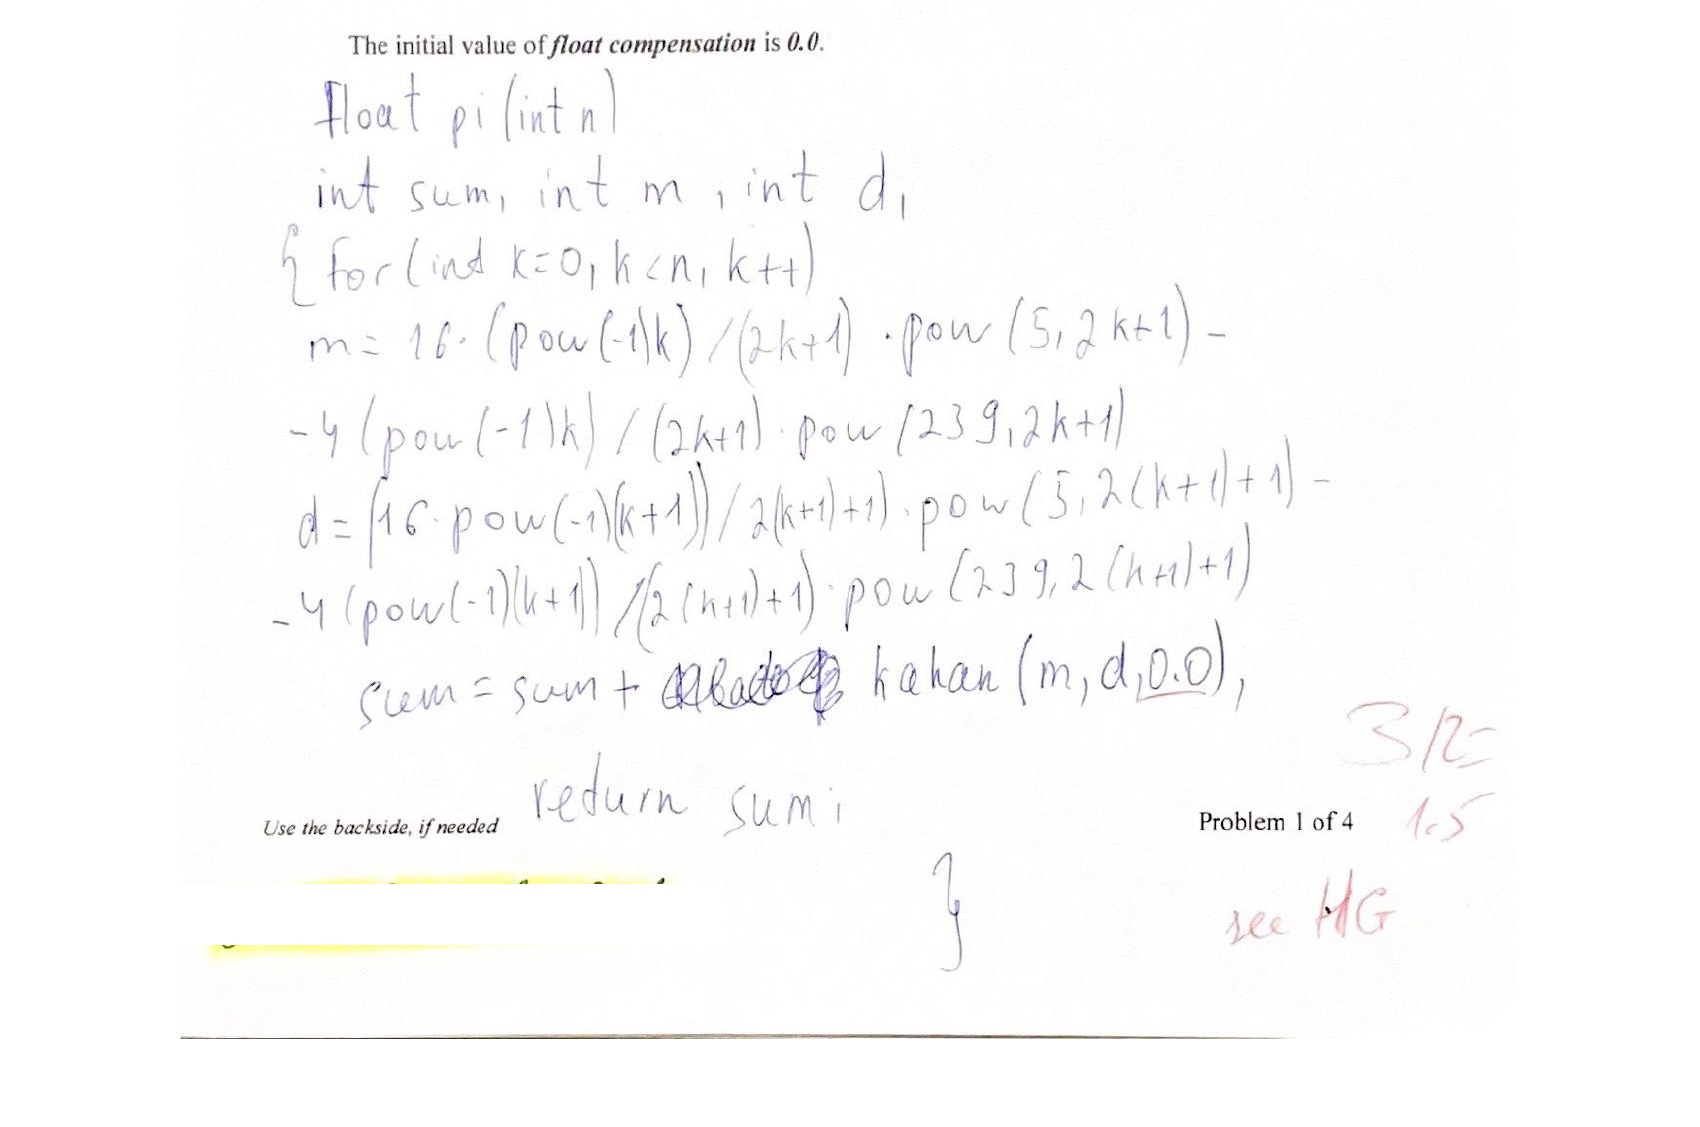 The initial value of float compensation is 0.0.
float pi (int n)
int sum, int m, int d,
{ for (int k=0, k<n, k++)
m = 16· (pow(-1)k) /(2k+1) · pow (5,2k+1) -
-4 (pow(-1)k) / (2k+1) · pow (239,2k+1)
d = (16·pow(-1)(k+1)) / 2(k+1)+1) · pow (5,2(k+1)+1) -
-4 (pow(-1)(k+1)) /(2(k+1)+1) · pow (239,2(k+1)+1)
sum = sum + kahan (m, d, 0.0),
3/2=
return sum;
Use the backside, if needed
Problem 1 of 4
1.5
}
see HG